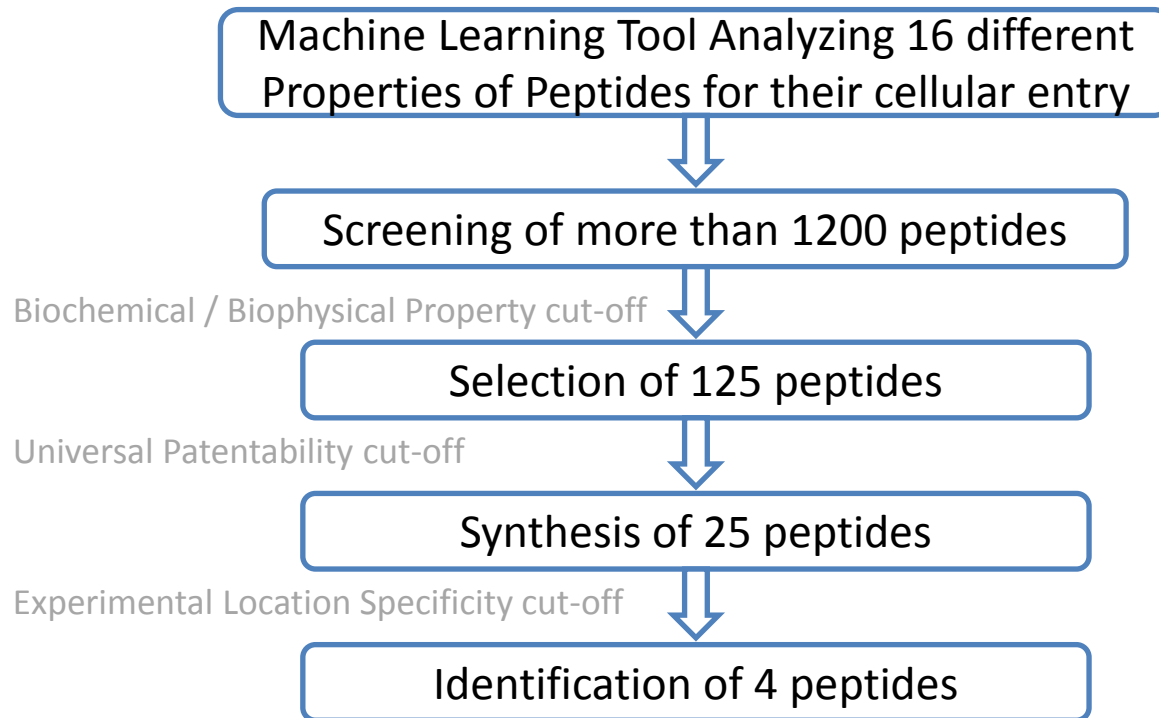 Machine Learning Tool Analyzing 16 different
Properties of Peptides for their cellular entry
Screening of more than 1200 peptides
Biochemical / Biophysical Property cut-off
Selection of 125 peptides
Universal Patentability cut-off
Synthesis of 25 peptides
Experimental Location Specificity cut-off
Identification of 4 peptides